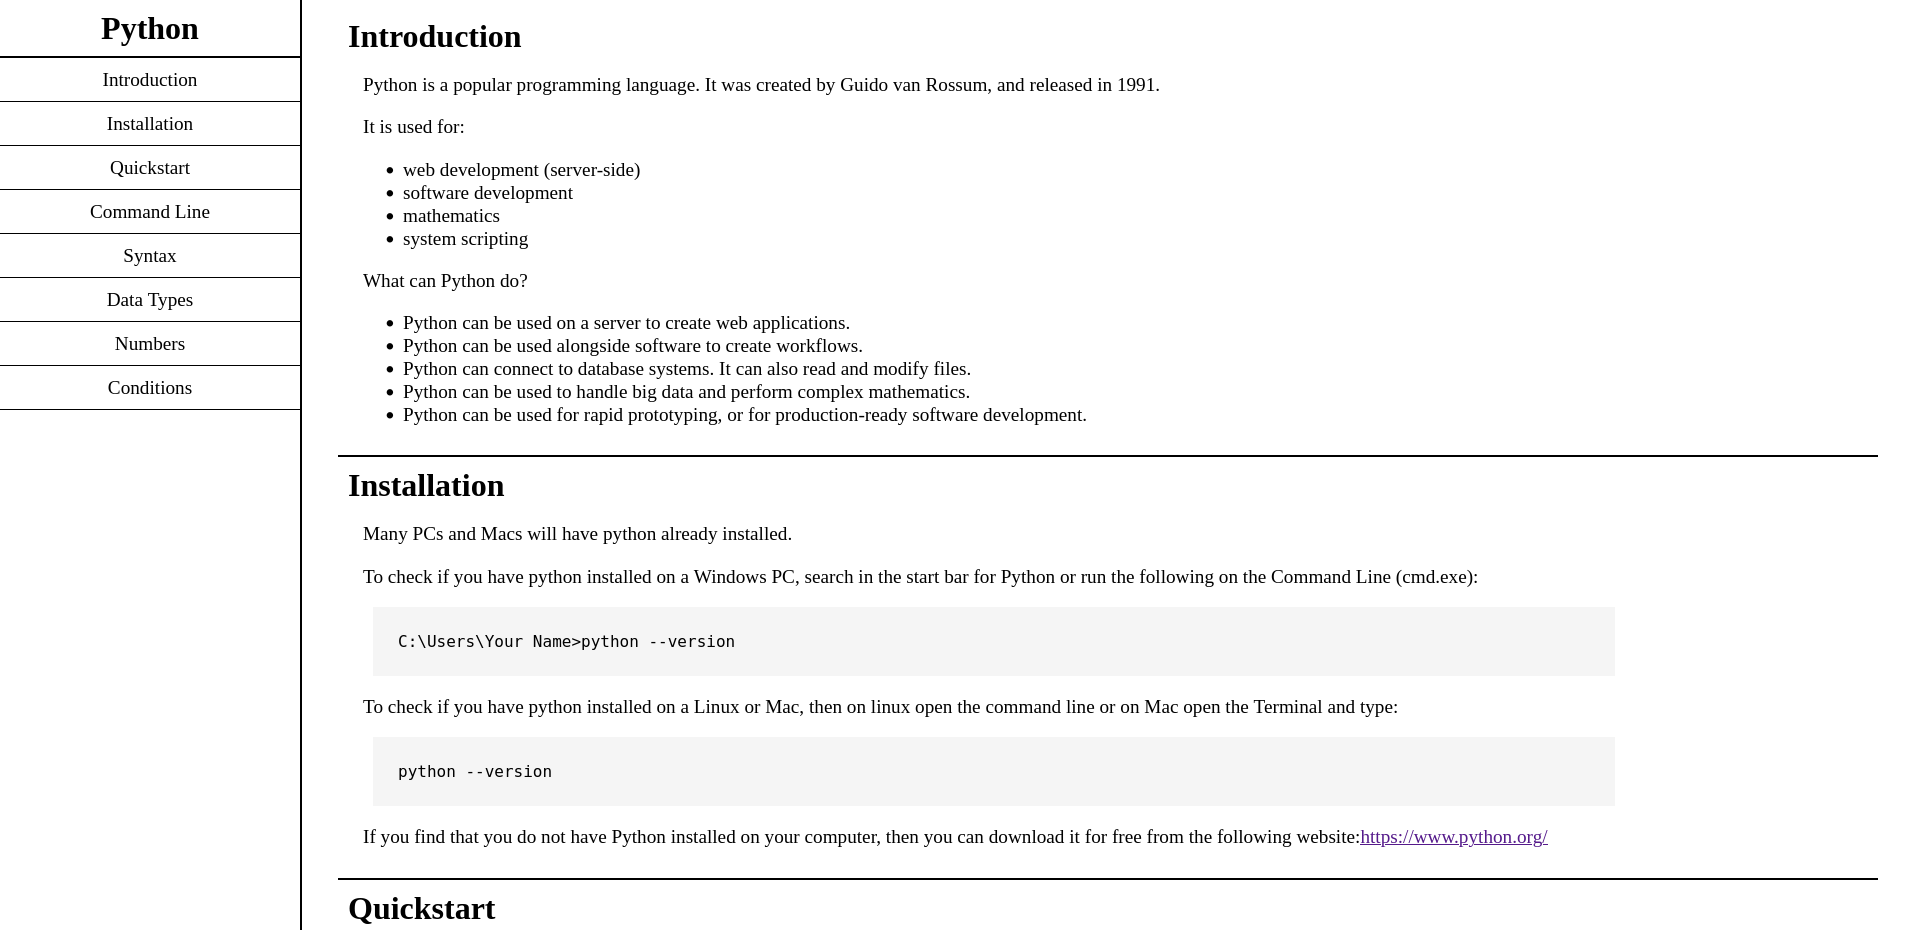 Python
Introduction
Installation
Quickstart
Command Line
Syntax
Data Types
Numbers
Conditions
Introduction
Python is a popular programming language. It was created by Guido van Rossum, and released in 1991.
It is used for:
• web development (server-side)
• software development
• mathematics
• system scripting
What can Python do?
• Python can be used on a server to create web applications.
• Python can be used alongside software to create workflows.
• Python can connect to database systems. It can also read and modify files.
• Python can be used to handle big data and perform complex mathematics.
• Python can be used for rapid prototyping, or for production-ready software development.
Installation
Many PCs and Macs will have python already installed.
To check if you have python installed on a Windows PC, search in the start bar for Python or run the following on the Command Line (cmd.exe):
C:\Users\Your Name>python --version
To check if you have python installed on a Linux or Mac, then on linux open the command line or on Mac open the Terminal and type:
python --version
If you find that you do not have Python installed on your computer, then you can download it for free from the following website:https://www.python.org/
Quickstart